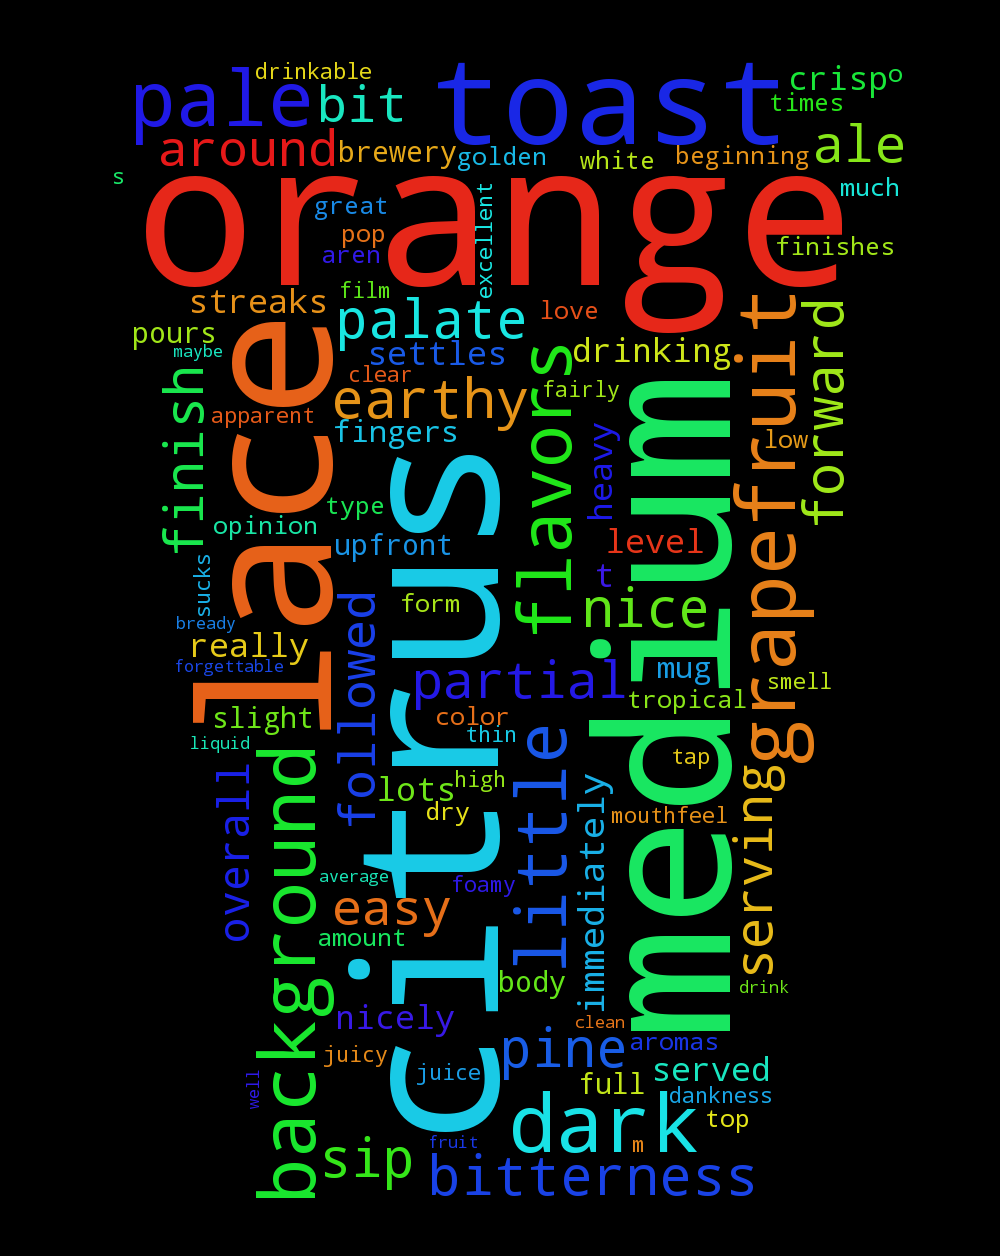 drinkable
pale
bit
toast
crisp
o
times
around
brewery
golden
white
beginning
ale
s
orange
much
great
pop
aren
excellent
finishes
film
streaks
palate
love
pours
maybe
settles
drinking
clear
earthy
fairly
apparent
fingers
lace
finish
citrus
flavors
heavy
medium
grapefruit
forward
low
type
opinion
upfront
level
t
sucks
form
nice
bready
really
forgettable
followed
partial
mug
smell
tropical
slight
color
thin
liquid
background
little
tap
lots
high
dry
overall
immediately
mouthfeel
serving
average
foamy
easy
amount
body
drink
nicely
clean
pine
aromas
juicy
juice
served
full
dankness
well
dark
top
sip
fruit
m
bitterness